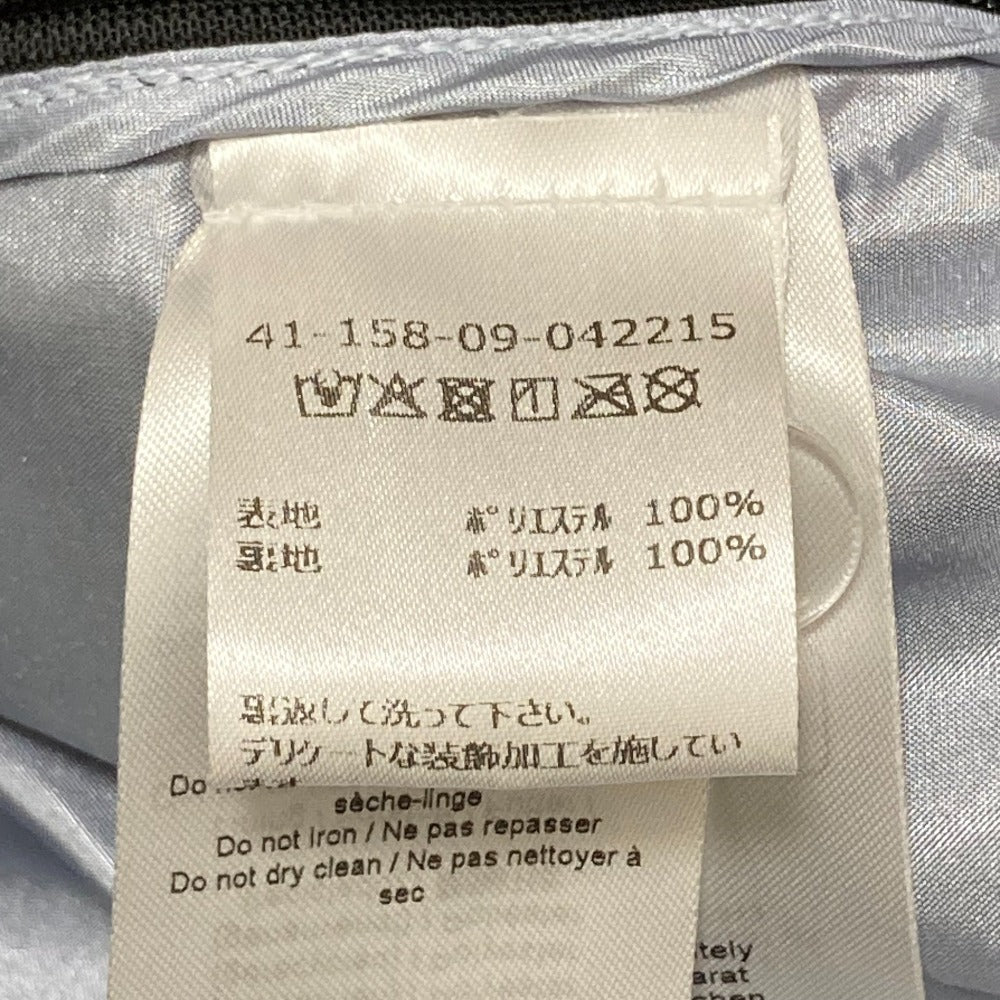 41-158-09-042215
表地 ポリエステル 100%
裏地 ポリエステル 100%
裏返して洗って下さい。
デリケートな装飾加工を施してい
Do
sèche-linge
Do not Iron / Ne pas repasser
Do not dry clean / Ne pas nettoyer à
sec